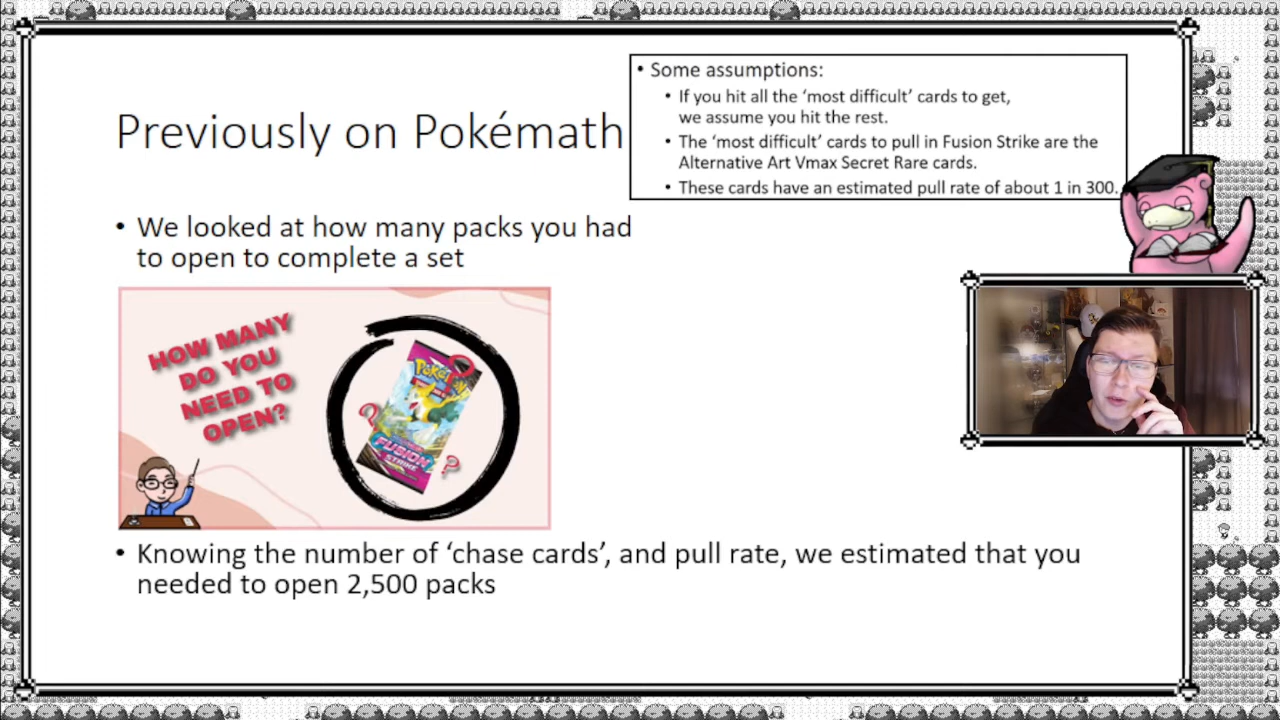 Previously on Pokémath
• Some assumptions:
• If you hit all the ‘most difficult’ cards to get,
we assume you hit the rest.
• The ‘most difficult’ cards to pull in Fusion Strike are the
Alternative Art Vmax Secret Rare cards.
• These cards have an estimated pull rate of about 1 in 300.
• We looked at how many packs you had
to open to complete a set
HOW MANY
DO YOU
NEED TO
OPEN?
POKéMON
FUSION
STRIKE
• Knowing the number of ‘chase cards’, and pull rate, we estimated that you
needed to open 2,500 packs